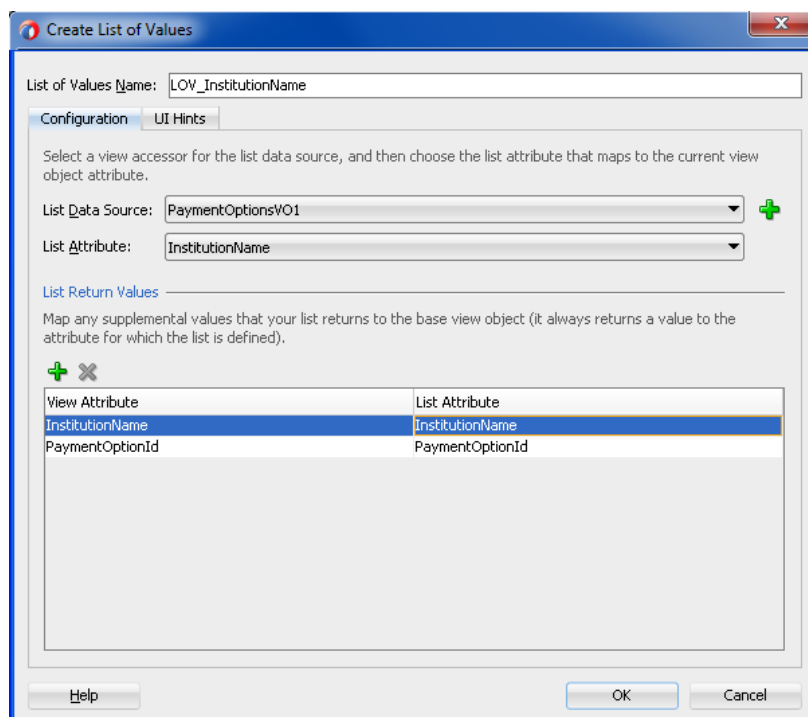 Create List of Values
List of Values Name: LOV_InstitutionName
Configuration UI Hints
Select a view accessor for the list data source, and then choose the list attribute that maps to the current view
object attribute.
List Data Source: PaymentOptionsVO1
List Attribute: InstitutionName
List Return Values
Map any supplemental values that your list returns to the base view object (it always returns a value to the
attribute for which the list is defined).
View Attribute List Attribute
InstitutionName InstitutionName
PaymentOptionId PaymentOptionId
Help OK Cancel